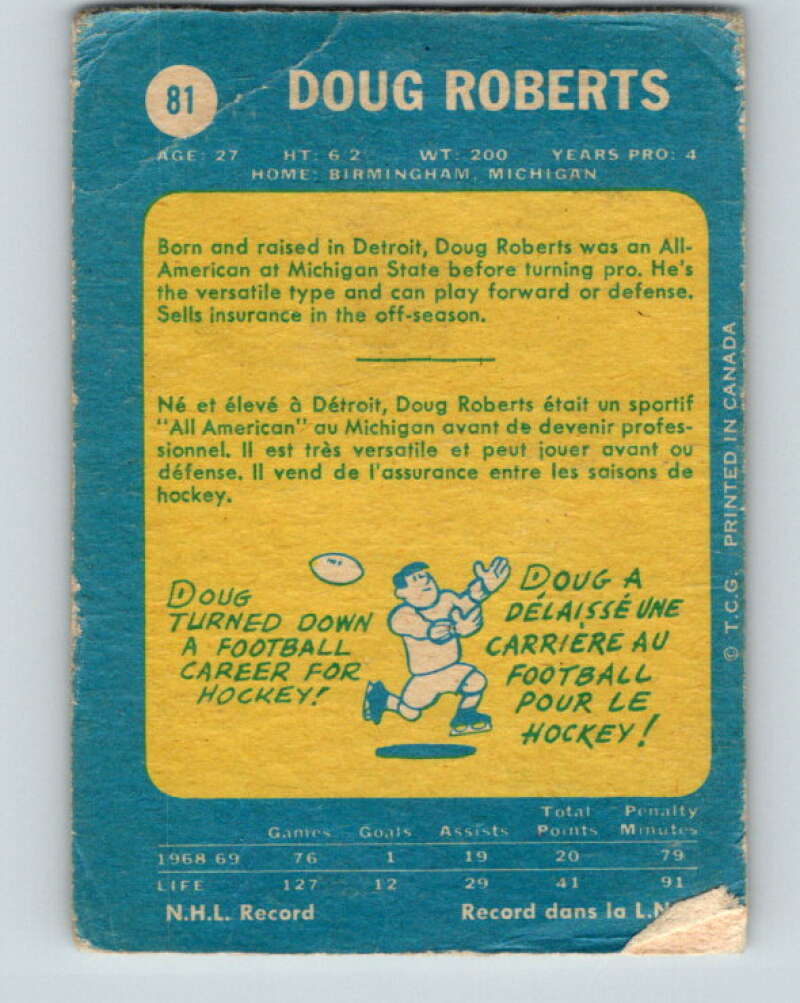 81 DOUG ROBERTS
AGE: 27 HT: 6 2 WT: 200 YEARS PRO: 4
HOME: BIRMINGHAM, MICHIGAN
Born and raised in Detroit, Doug Roberts was an All-
American at Michigan State before turning pro. He's
the versatile type and can play forward or defense.
Sells insurance in the off-season.
Né et élevé à Détroit, Doug Roberts était un sportif
"All American" au Michigan avant de devenir profes-
sionnel. Il est très versatile et peut jouer avant ou
défense. Il vend de l'assurance entre les saisons de
hockey.
DOUG
TURNED DOWN
A FOOTBALL
CAREER FOR
HOCKEY!
DOUG A
DÉLAISSÉ UNE
CARRIÈRE AU
FOOTBALL
POUR LE
HOCKEY!
© T.C.G. PRINTED IN CANADA
Games Goals Assists Total Points Penalty Minutes
1968 69 76 1 19 20 79
LIFE 127 12 29 41 91
N.H.L. Record Record dans la L.N